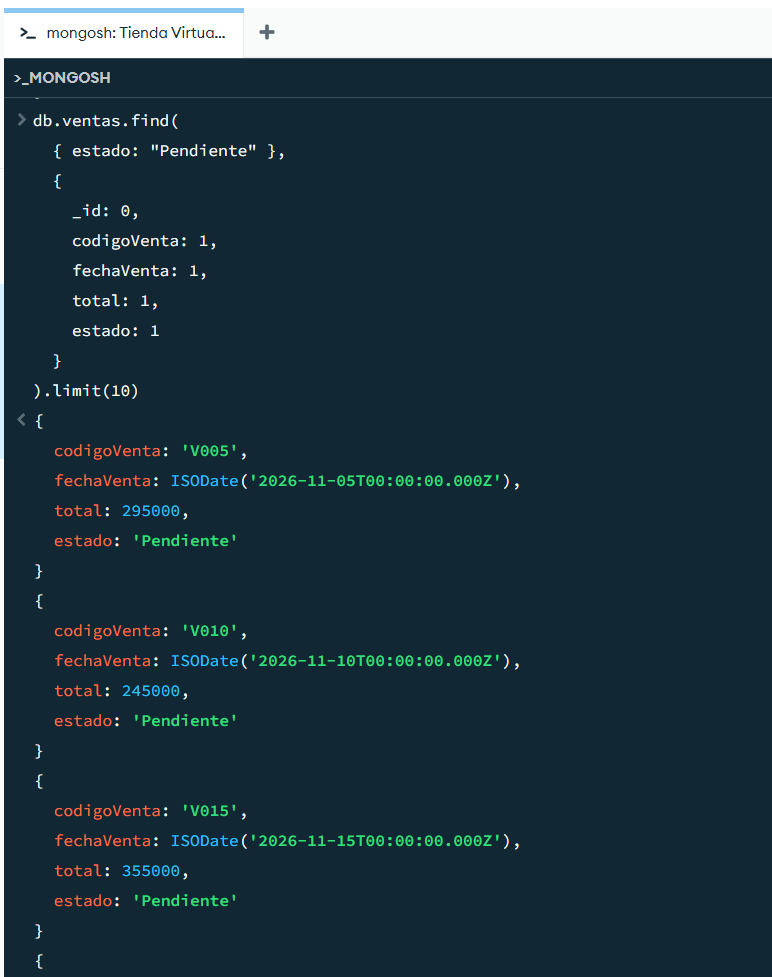 >_ mongosh: Tienda Virtua... +
>_MONGOSH
> db.ventas.find(
{ estado: "Pendiente" },
{
_id: 0,
codigoVenta: 1,
fechaVenta: 1,
total: 1,
estado: 1
}
).limit(10)
< {
codigoVenta: 'V005',
fechaVenta: ISODate('2026-11-05T00:00:00.000Z'),
total: 295000,
estado: 'Pendiente'
}
{
codigoVenta: 'V010',
fechaVenta: ISODate('2026-11-10T00:00:00.000Z'),
total: 245000,
estado: 'Pendiente'
}
{
codigoVenta: 'V015',
fechaVenta: ISODate('2026-11-15T00:00:00.000Z'),
total: 355000,
estado: 'Pendiente'
}
{